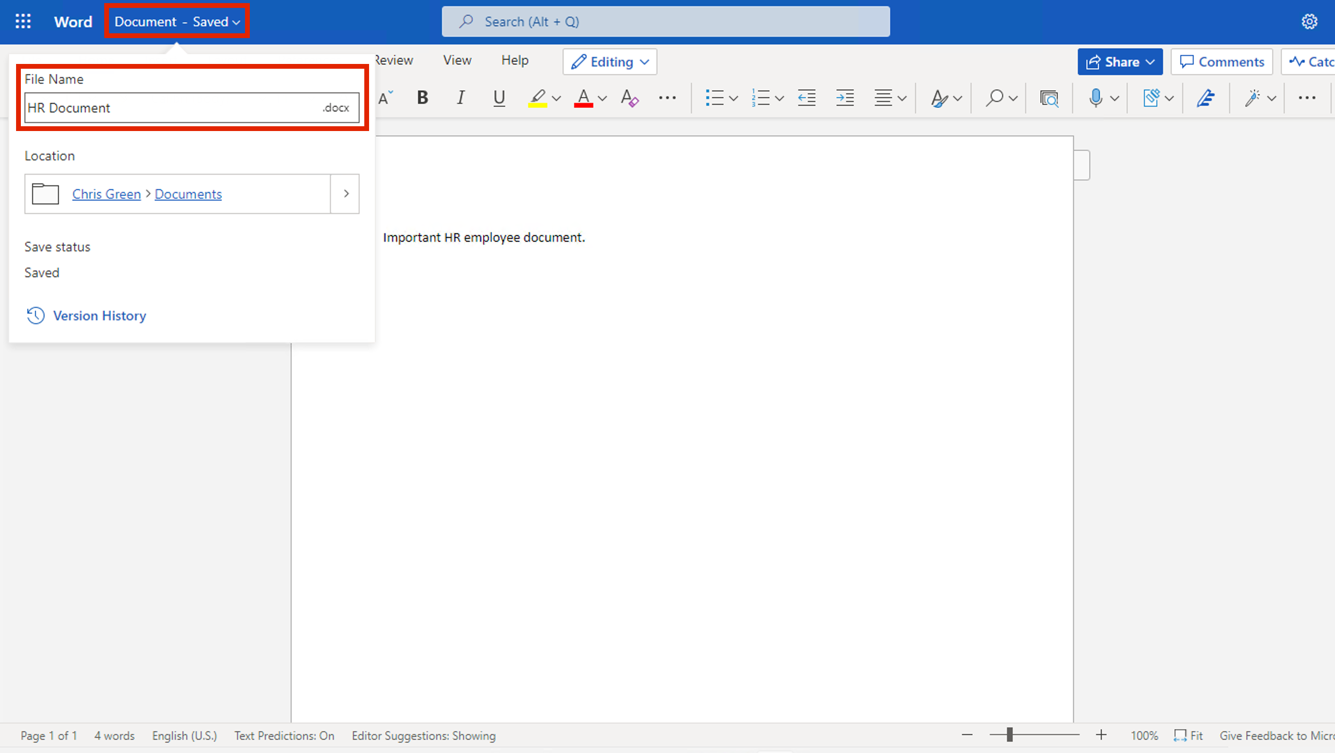 Word Document - Saved Search (Alt + Q)
File Name
HR Document .docx
Location
Chris Green > Documents
Save status
Saved
Version History
Review View Help Editing Share Comments Catc
Important HR employee document.
Page 1 of 1 4 words English (U.S.) Text Predictions: On Editor Suggestions: Showing 100% Fit Give Feedback to Micro